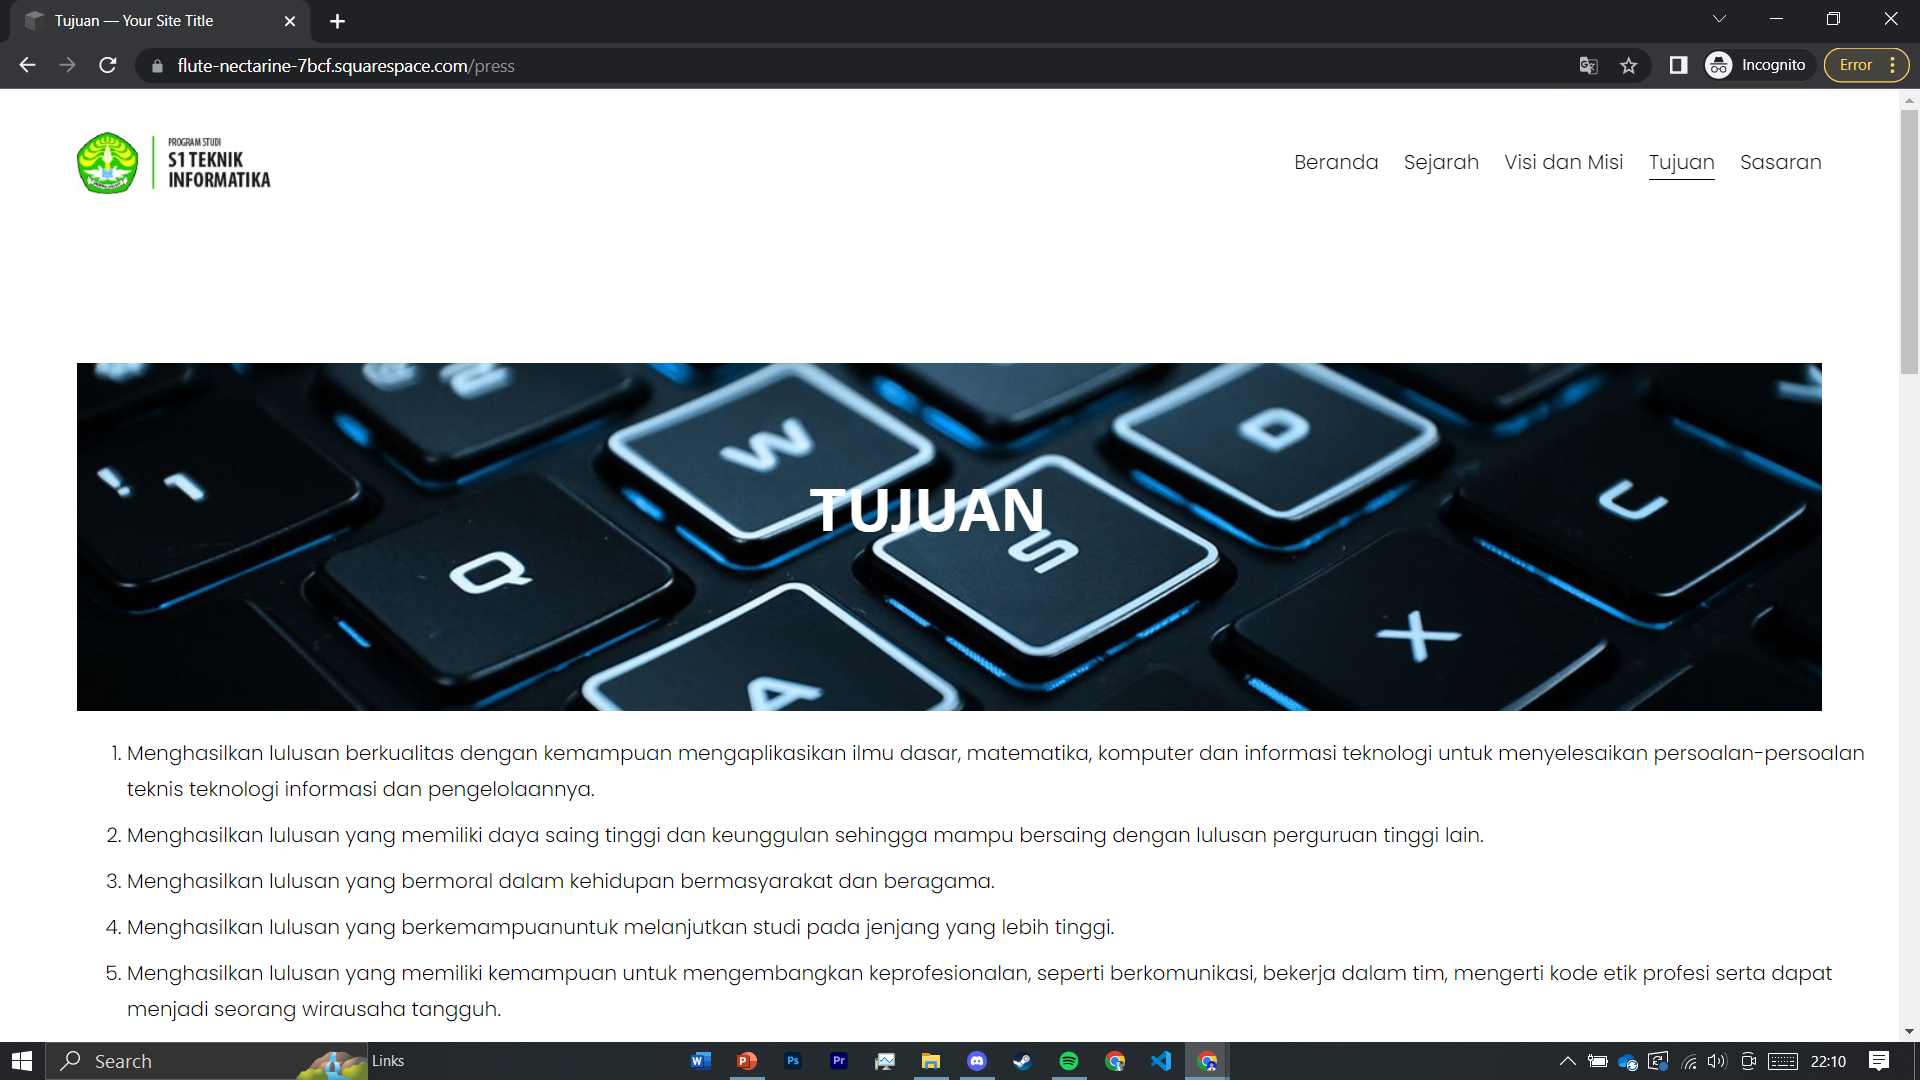 Tujuan — Your Site Title
flute-nectarine-7bcf.squarespace.com/press
Incognito
Error
PROGRAM STUDI
S1 TEKNIK
INFORMATIKA
Beranda
Sejarah
Visi dan Misi
Tujuan
Sasaran
! 1
Q
W
A
S
D
X
C
TUJUAN
1. Menghasilkan lulusan berkualitas dengan kemampuan mengaplikasikan ilmu dasar, matematika, komputer dan informasi teknologi untuk menyelesaikan persoalan-persoalan
teknis teknologi informasi dan pengelolaannya.
2. Menghasilkan lulusan yang memiliki daya saing tinggi dan keunggulan sehingga mampu bersaing dengan lulusan perguruan tinggi lain.
3. Menghasilkan lulusan yang bermoral dalam kehidupan bermasyarakat dan beragama.
4. Menghasilkan lulusan yang berkemampuanuntuk melanjutkan studi pada jenjang yang lebih tinggi.
5. Menghasilkan lulusan yang memiliki kemampuan untuk mengembangkan keprofesionalan, seperti berkomunikasi, bekerja dalam tim, mengerti kode etik profesi serta dapat
menjadi seorang wirausaha tangguh.
Search
Links
22:10